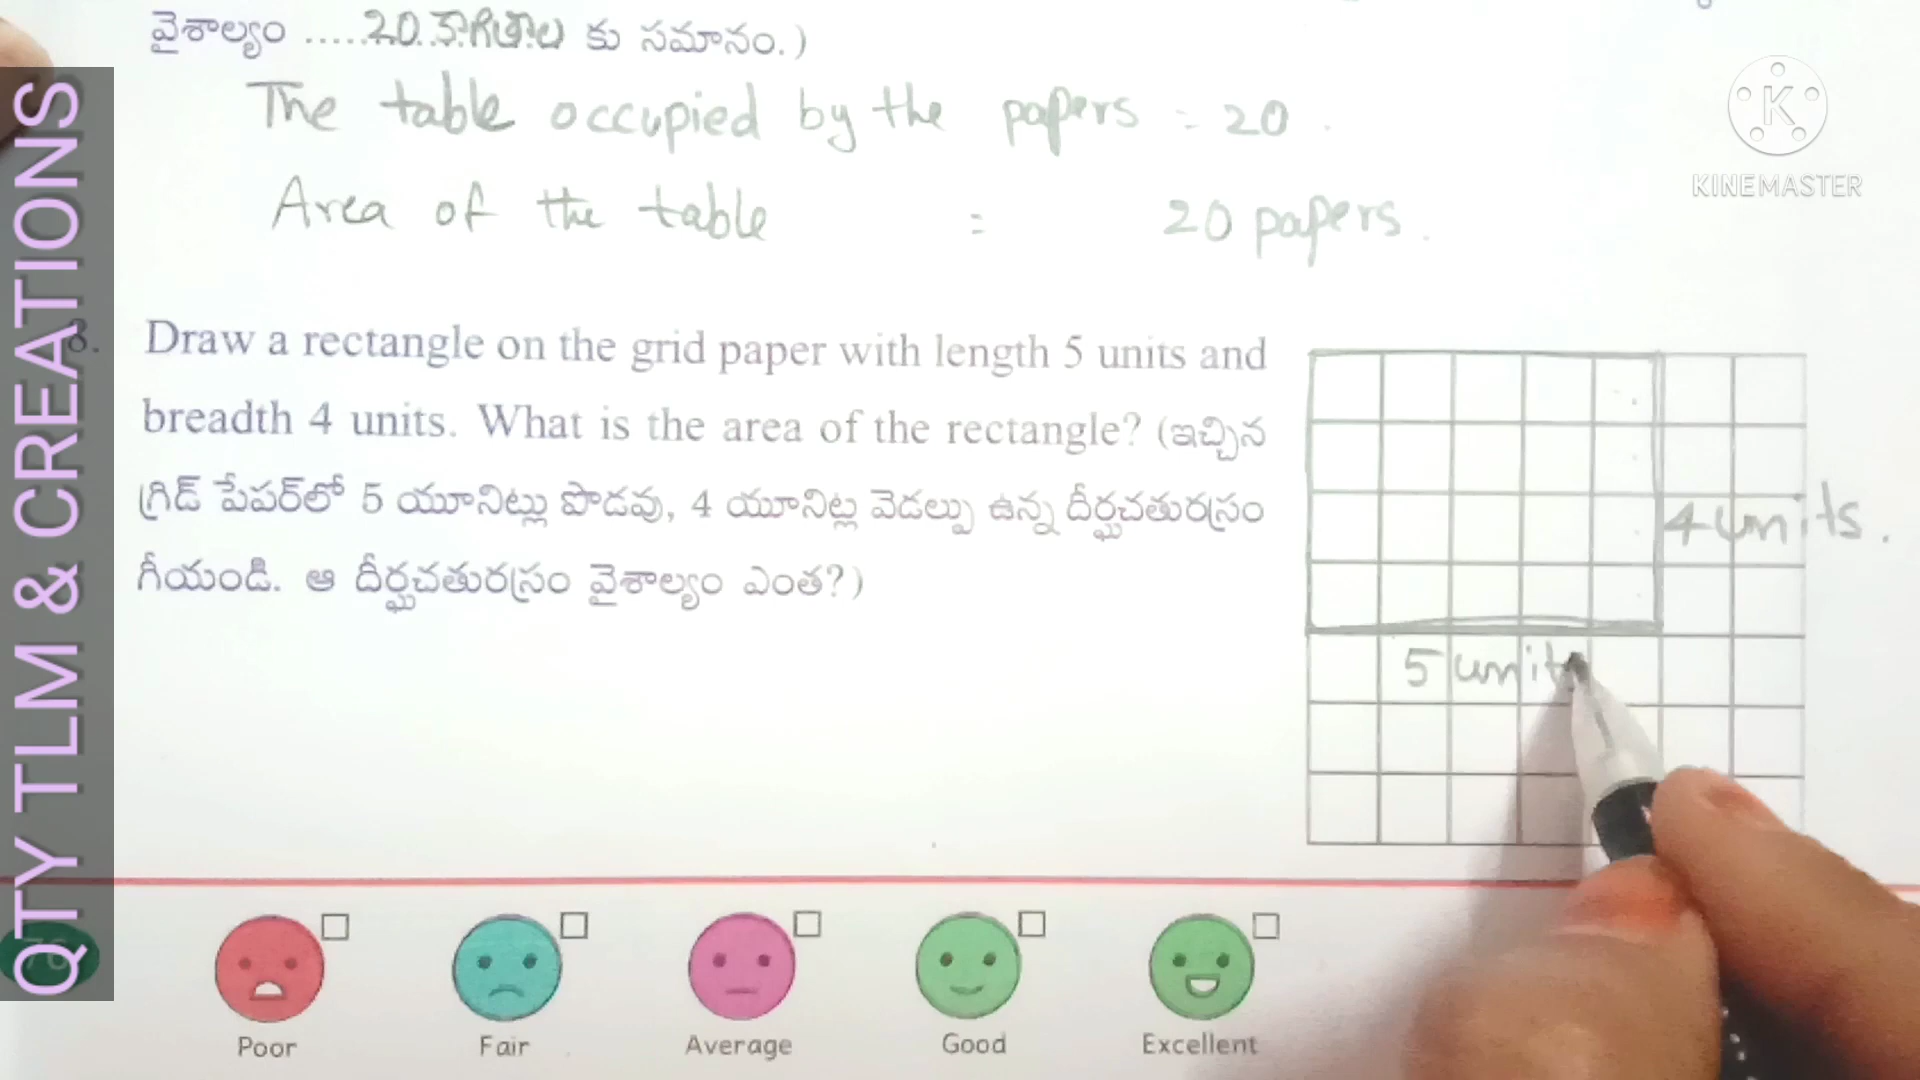 వైశాల్యం .....20 కాగితాల కు సమానం.)
The table occupied by the papers = 20.
Area of the table = 20 papers.
8. Draw a rectangle on the grid paper with length 5 units and
breadth 4 units. What is the area of the rectangle? (ఇచ్చిన
గ్రిడ్ పేపర్‌లో 5 యూనిట్లు పొడవు, 4 యూనిట్ల వెడల్పు ఉన్న దీర్ఘచతురస్రం
గీయండి. ఆ దీర్ఘచతురస్రం వైశాల్యం ఎంత?)
4 units.
5 units
Poor Fair Average Good Excellent
76
QTY TLM & CREATIONS
KINEMASTER